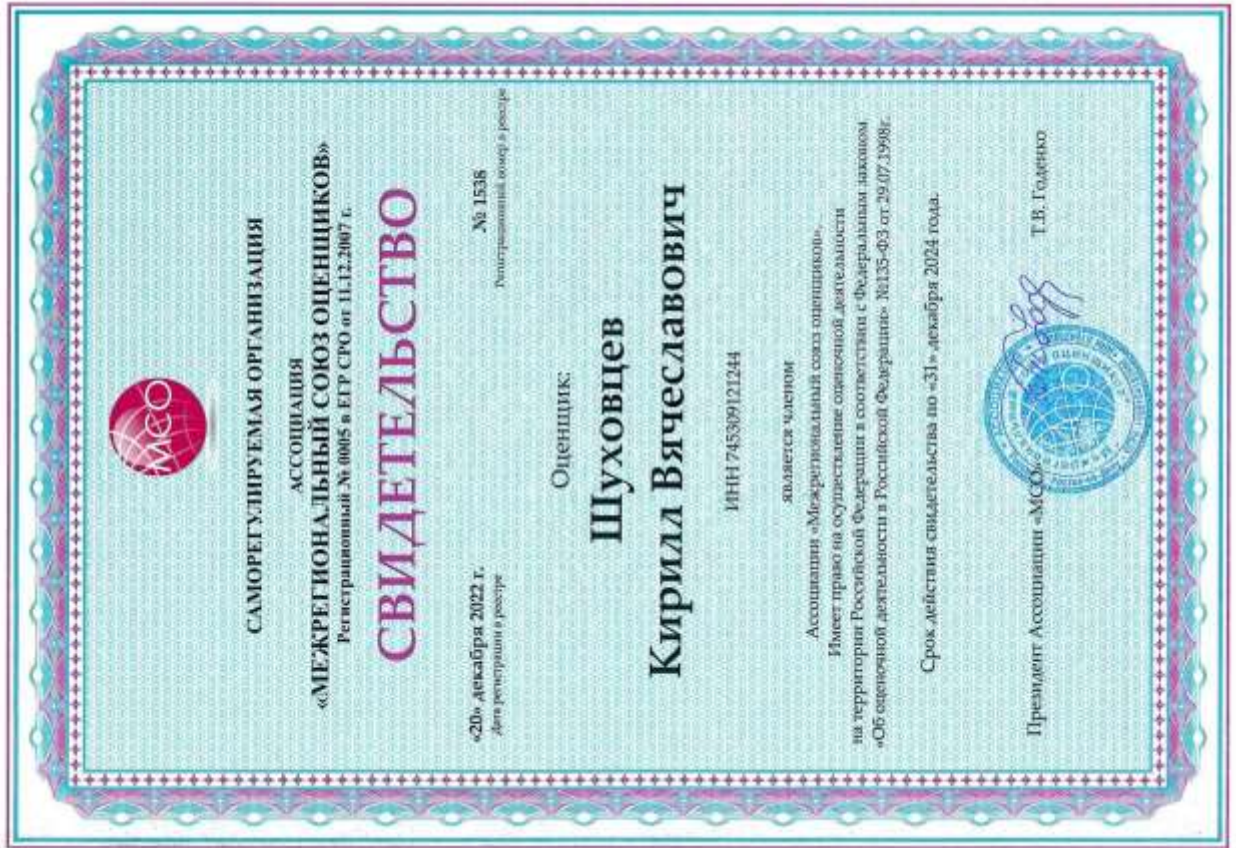 МСО
САМОРЕГУЛИРУЕМАЯ ОРГАНИЗАЦИЯ
АССОЦИАЦИЯ
«МЕЖРЕГИОНАЛЬНЫЙ СОЮЗ ОЦЕНЩИКОВ»
Регистрационный № 0005 в ЕГР СРО от 11.12.2007 г.
СВИДЕТЕЛЬСТВО
«20» декабря 2022 г. № 1538
Дата регистрации в реестре Регистрационный номер в реестре
Оценщик:
Шуховцев
Кирилл Вячеславович
ИНН 745309121244
является членом
Ассоциации «Межрегиональный союз оценщиков».
Имеет право на осуществление оценочной деятельности
на территории Российской Федерации в соответствии с Федеральным законом
«Об оценочной деятельности в Российской Федерации» №135-ФЗ от 29.07.1998г.
Срок действия свидетельства по «31» декабря 2024 года.
Президент Ассоциации «МСО» Т.В. Годенко